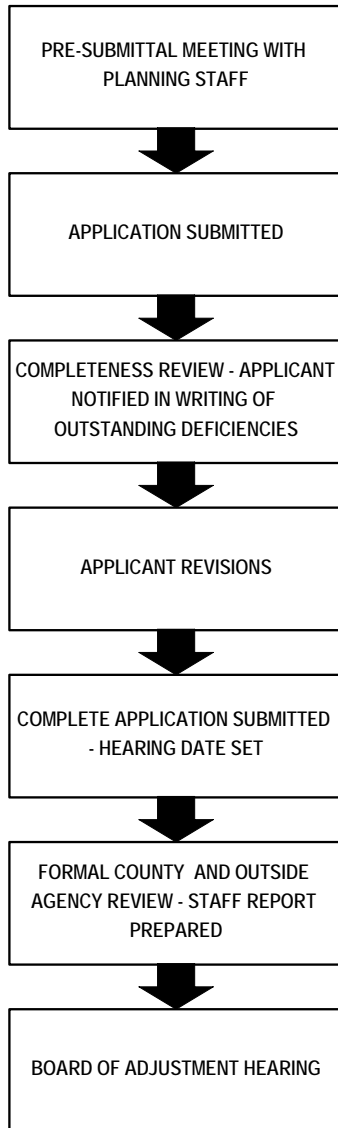 PRE-SUBMITTAL MEETING WITH
PLANNING STAFF
APPLICATION SUBMITTED
COMPLETENESS REVIEW - APPLICANT
NOTIFIED IN WRITING OF
OUTSTANDING DEFICIENCIES
APPLICANT REVISIONS
COMPLETE APPLICATION SUBMITTED
- HEARING DATE SET
FORMAL COUNTY AND OUTSIDE
AGENCY REVIEW - STAFF REPORT
PREPARED
BOARD OF ADJUSTMENT HEARING